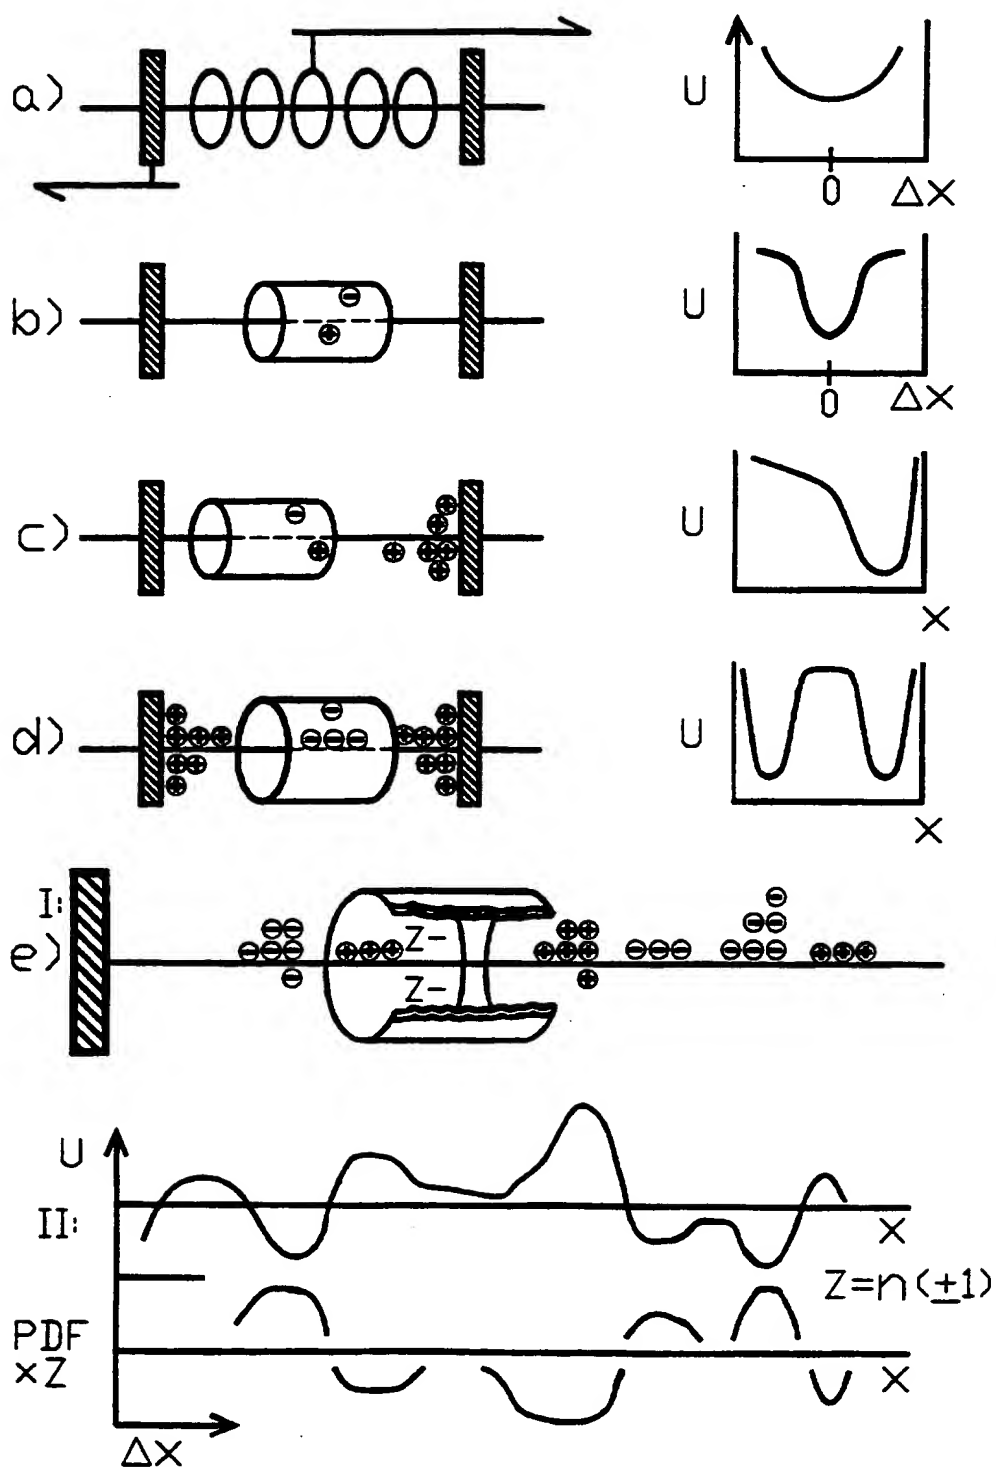 a)
U
0
ΔX
b)
U
0
ΔX
c)
U
X
d)
U
X
I:
e)
Z-
Z-
U
II:
X
Z=n(±1)
PDF
×Z
X
ΔX